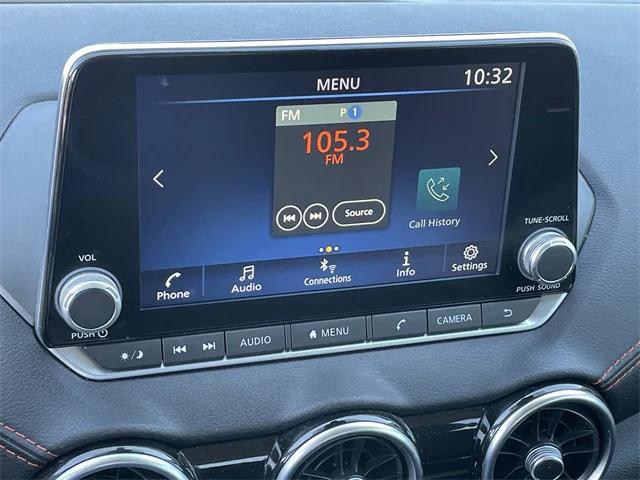 MENU
10:32
FM P 1
105.3
FM
Source
Call History
Phone
Audio
Connections
Info
Settings
VOL
PUSH
TUNE·SCROLL
PUSH SOUND
AUDIO
MENU
CAMERA